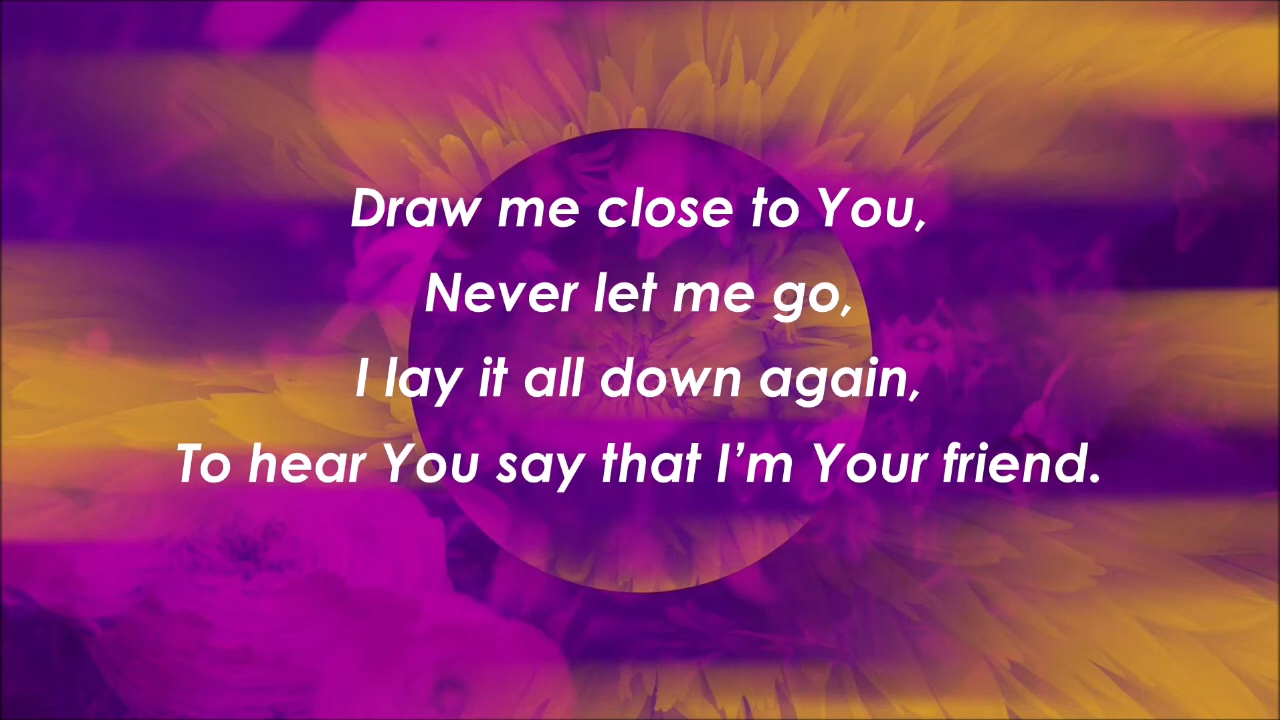 Draw me close to You,
Never let me go,
I lay it all down again,
To hear You say that I’m Your friend.